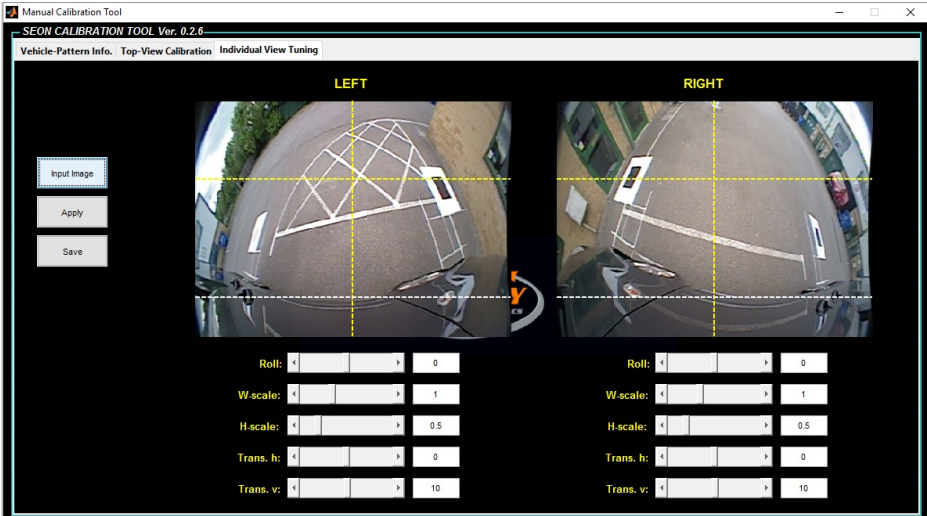 Manual Calibration Tool
SEON CALIBRATION TOOL Ver. 0.2.6
Vehicle-Pattern Info. Top-View Calibration Individual View Tuning
LEFT RIGHT
Input Image
Apply
Save
Roll: 0 Roll: 0
W-scale: 1 W-scale: 1
H-scale: 0.5 H-scale: 0.5
Trans. h: 0 Trans. h: 0
Trans. v: 10 Trans. v: 10